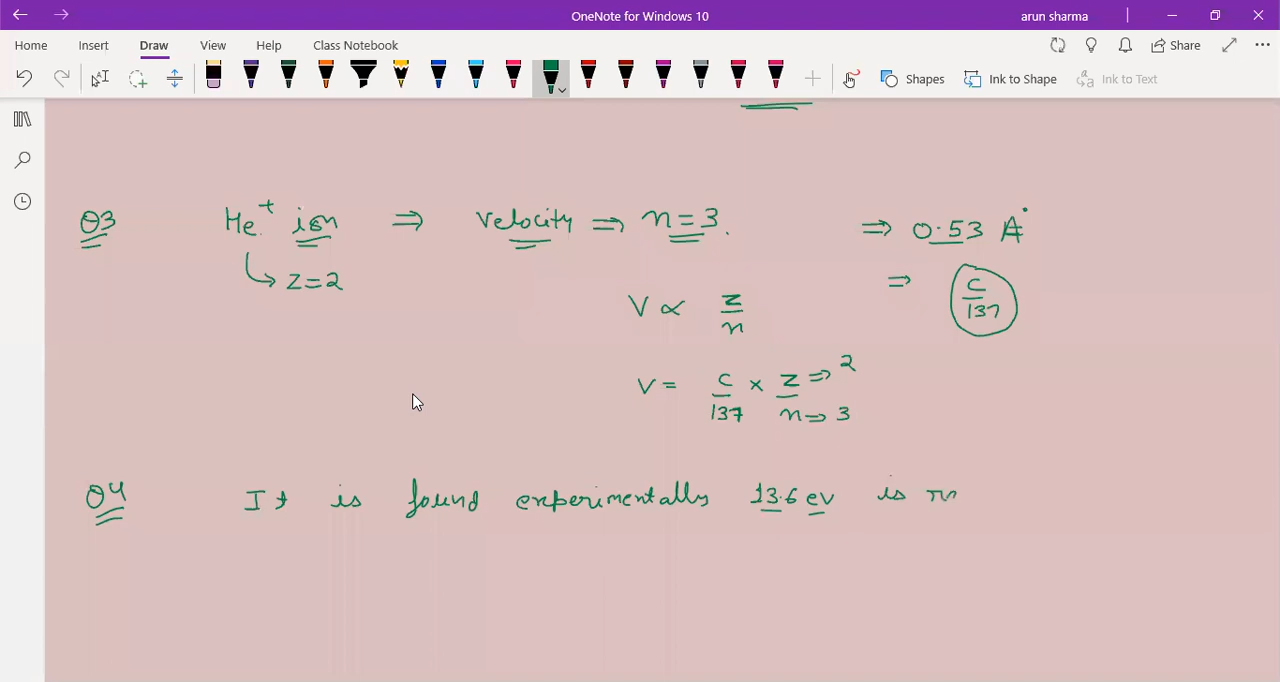 OneNote for Windows 10
arun sharma
Home Insert Draw View Help Class Notebook
Share
Shapes Ink to Shape Ink to Text
Q3 He+ ion ⇒ velocity ⇒ n=3. ⇒ 0.53 A°
↳ Z=2 ⇒ c/137
V ∝ Z/n
V = c/137 × Z⇒2/n⇒3
Q4 It is found experimentally 13.6 ev is